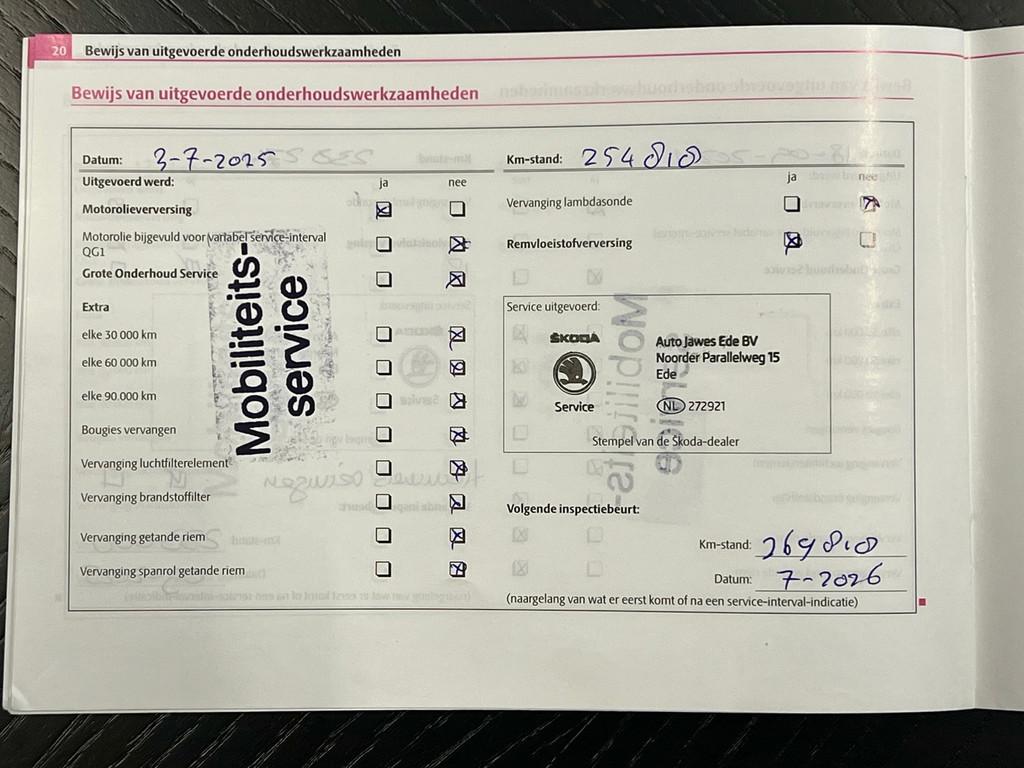 20 Bewijs van uitgevoerde onderhoudswerkzaamheden
Bewijs van uitgevoerde onderhoudswerkzaamheden
Datum: 3-7-2025
Uitgevoerd werd: ja nee
Motorolieverversing
Motorolie bijgevuld voor variabel service-interval
QG1
Grote Onderhoud Service
Extra
elke 30 000 km
elke 60 000 km
elke 90.000 km
Bougies vervangen
Vervanging luchtfilterelement
Vervanging brandstoffilter
Vervanging getande riem
Vervanging spanrol getande riem
Mobiliteits-
service
Km-stand: 254 818
ja nee
Vervanging lambdasonde
Remvloeistofverversing
Service uitgevoerd:
ŠKODA
Service
Auto Jawes Ede BV
Noorder Parallelweg 15
Ede
NL 272921
Stempel van de Škoda-dealer
Volgende inspectiebeurt:
Km-stand: 269 818
Datum: 7-2026
(naargelang van wat er eerst komt of na een service-interval-indicatie)